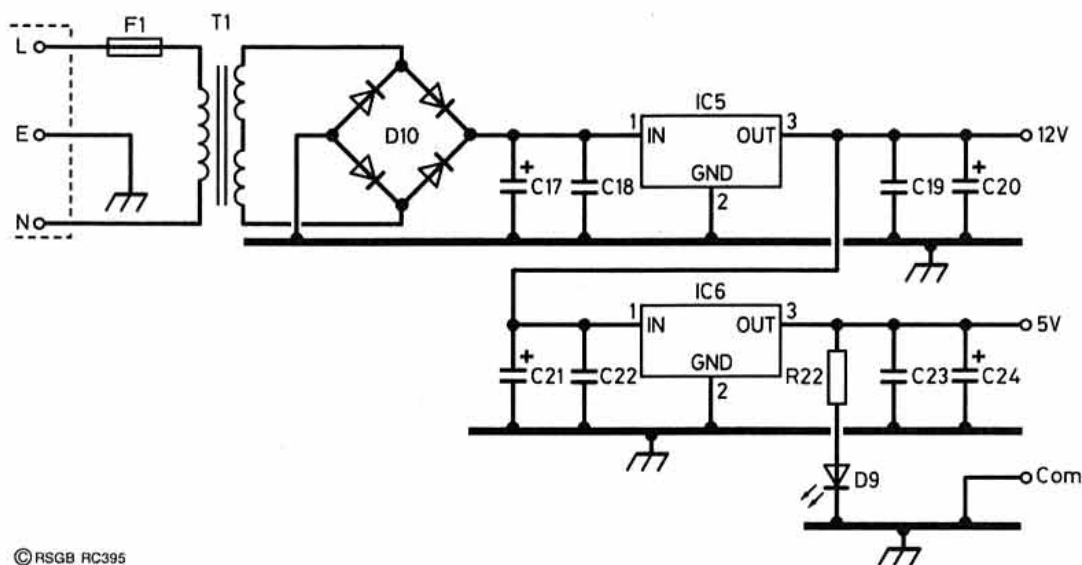 F1
T1
L
E
N
D10
1
IC5
3
IN
OUT
GND
2
+
C17
C18
C19
+
C20
12V
IC6
1
3
IN
OUT
GND
2
+
C21
C22
R22
C23
+
C24
5V
D9
Com
© RSGB RC395